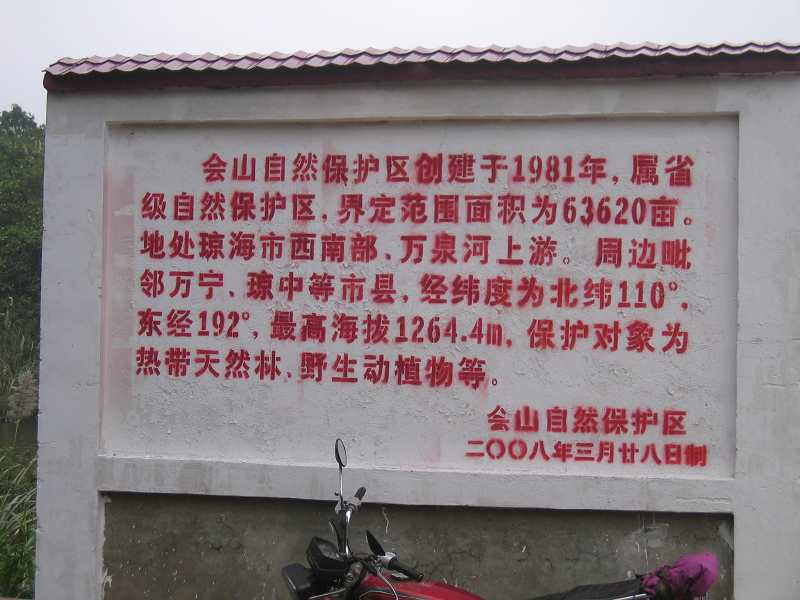 会山自然保护区创建于1981年，属省
级自然保护区，界定范围面积为63620亩。
地处琼海市西南部、万泉河上游。周边毗
邻万宁、琼中等市县，经纬度为北纬110°，
东经192°，最高海拔1264.4m，保护对象为
热带天然林、野生动植物等。
会山自然保护区
二〇〇八年三月廿八日制